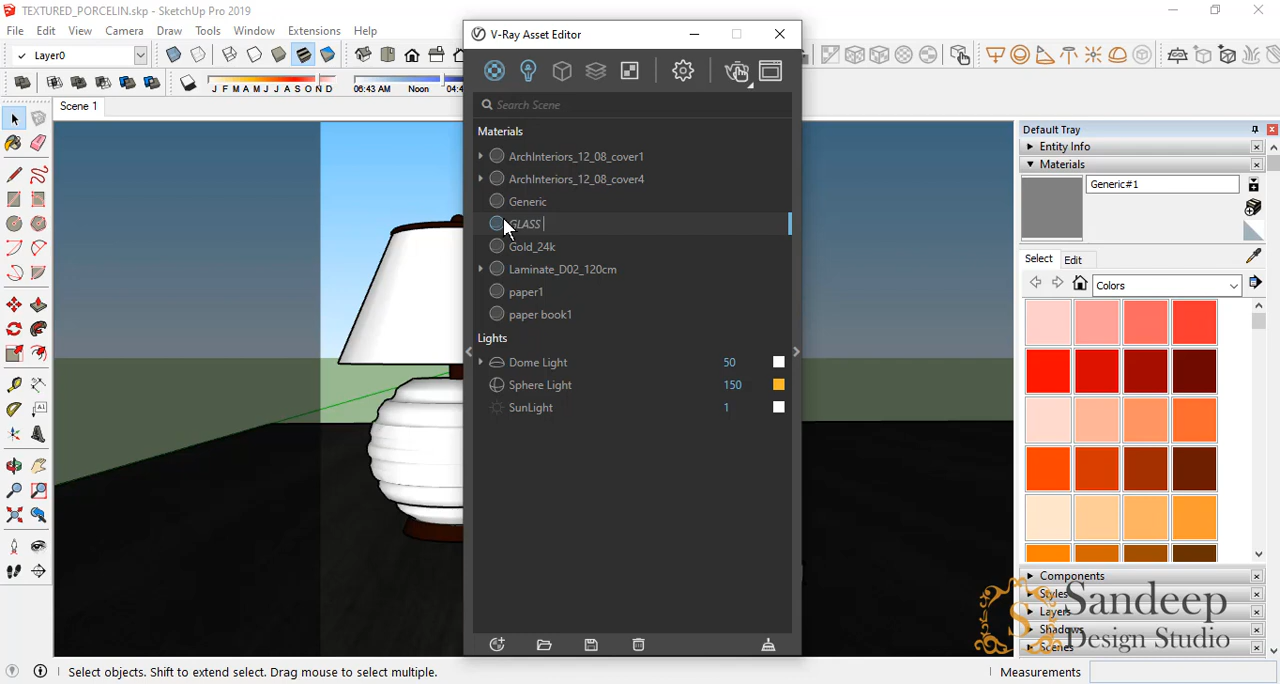 TEXTURED_PORCELIN.skp - SketchUp Pro 2019
File Edit View Camera Draw Tools Window Extensions Help
Layer0
J F M A M J J A S O N D 06:43 AM Noon 04:4
Scene 1
V-Ray Asset Editor
Search Scene
Materials
ArchInteriors_12_08_cover1
ArchInteriors_12_08_cover4
Generic
GLASS
Gold_24k
Laminate_D02_120cm
paper1
paper book1
Lights
Dome Light 50
Sphere Light 150
SunLight 1
Default Tray
Entity Info
Materials
Generic#1
Select Edit
Colors
Components
Styles
Layers
Shadows
Scenes
Sandeep
Design Studio
Select objects. Shift to extend select. Drag mouse to select multiple.
Measurements